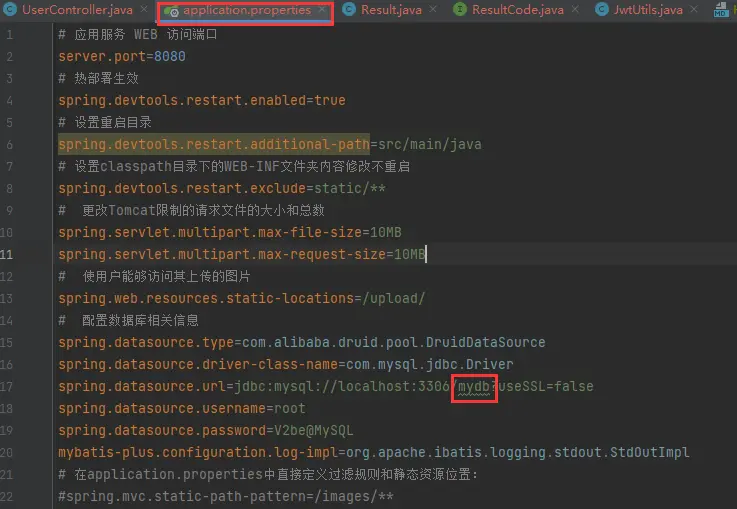 UserController.java × application.properties × Result.java × ResultCode.java × JwtUtils.java × MD
1 # 应用服务 WEB 访问端口
2 server.port=8080
3 # 热部署生效
4 spring.devtools.restart.enabled=true
5 # 设置重启目录
6 spring.devtools.restart.additional-path=src/main/java
7 # 设置classpath目录下的WEB-INF文件夹内容修改不重启
8 spring.devtools.restart.exclude=static/**
9 #  更改Tomcat限制的请求文件的大小和总数
10 spring.servlet.multipart.max-file-size=10MB
11 spring.servlet.multipart.max-request-size=10MB
12 #  使用户能够访问其上传的图片
13 spring.web.resources.static-locations=/upload/
14 #  配置数据库相关信息
15 spring.datasource.type=com.alibaba.druid.pool.DruidDataSource
16 spring.datasource.driver-class-name=com.mysql.jdbc.Driver
17 spring.datasource.url=jdbc:mysql://localhost:3306/mydb?useSSL=false
18 spring.datasource.username=root
19 spring.datasource.password=V2be@MySQL
20 mybatis-plus.configuration.log-impl=org.apache.ibatis.logging.stdout.StdOutImpl
21 # 在application.properties中直接定义过滤规则和静态资源位置:
22 #spring.mvc.static-path-pattern=/images/**